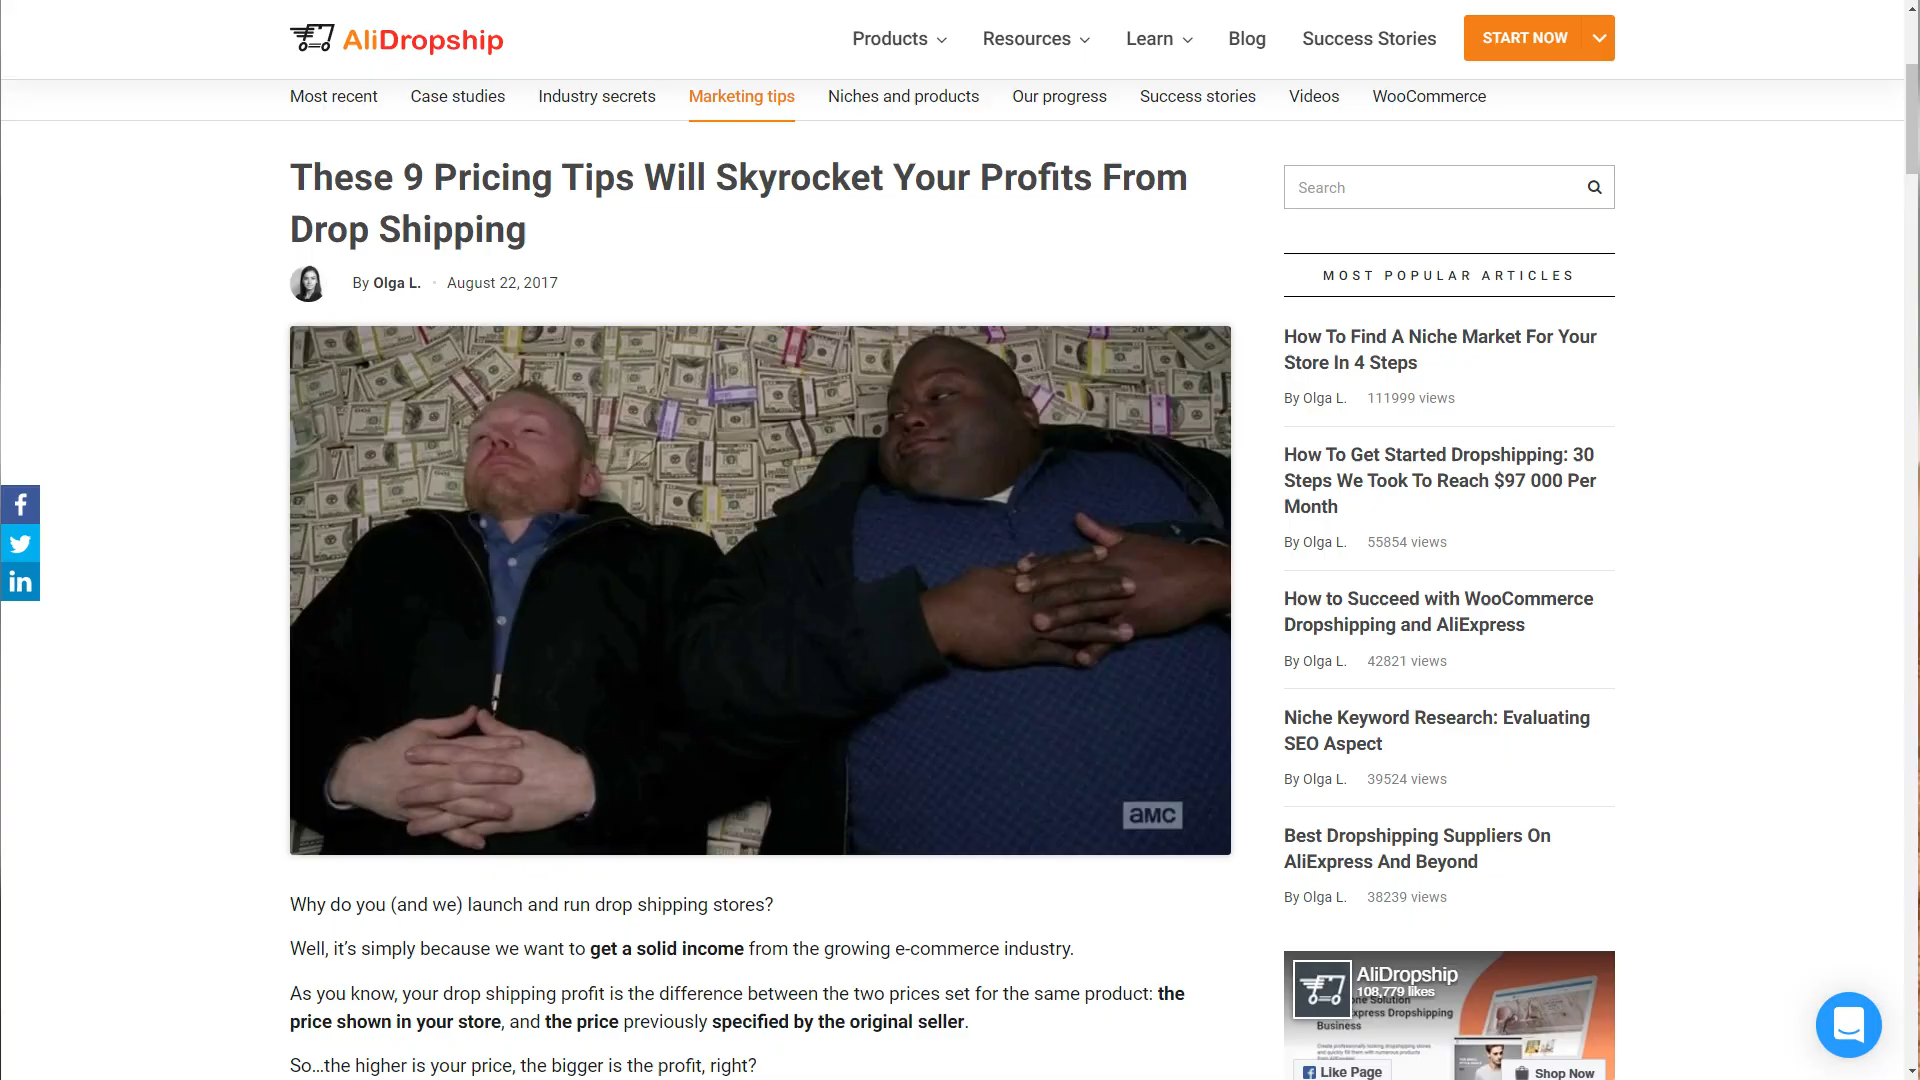 AliDropship
Products
Resources
Learn
Blog
Success Stories
START NOW
Most recent
Case studies
Industry secrets
Marketing tips
Niches and products
Our progress
Success stories
Videos
WooCommerce
These 9 Pricing Tips Will Skyrocket Your Profits From
Drop Shipping
By Olga L.
August 22, 2017
amc
Why do you (and we) launch and run drop shipping stores?
Well, it’s simply because we want to get a solid income from the growing e-commerce industry.
As you know, your drop shipping profit is the difference between the two prices set for the same product: the
price shown in your store, and the price previously specified by the original seller.
So…the higher is your price, the bigger is the profit, right?
Search
MOST POPULAR ARTICLES
How To Find A Niche Market For Your
Store In 4 Steps
By Olga L. 111999 views
How To Get Started Dropshipping: 30
Steps We Took To Reach $97 000 Per
Month
By Olga L. 55854 views
How to Succeed with WooCommerce
Dropshipping and AliExpress
By Olga L. 42821 views
Niche Keyword Research: Evaluating
SEO Aspect
By Olga L. 39524 views
Best Dropshipping Suppliers On
AliExpress And Beyond
By Olga L. 38239 views
AliDropship
108,779 likes
Solution
Dropshipping
Business
Like Page
Shop Now